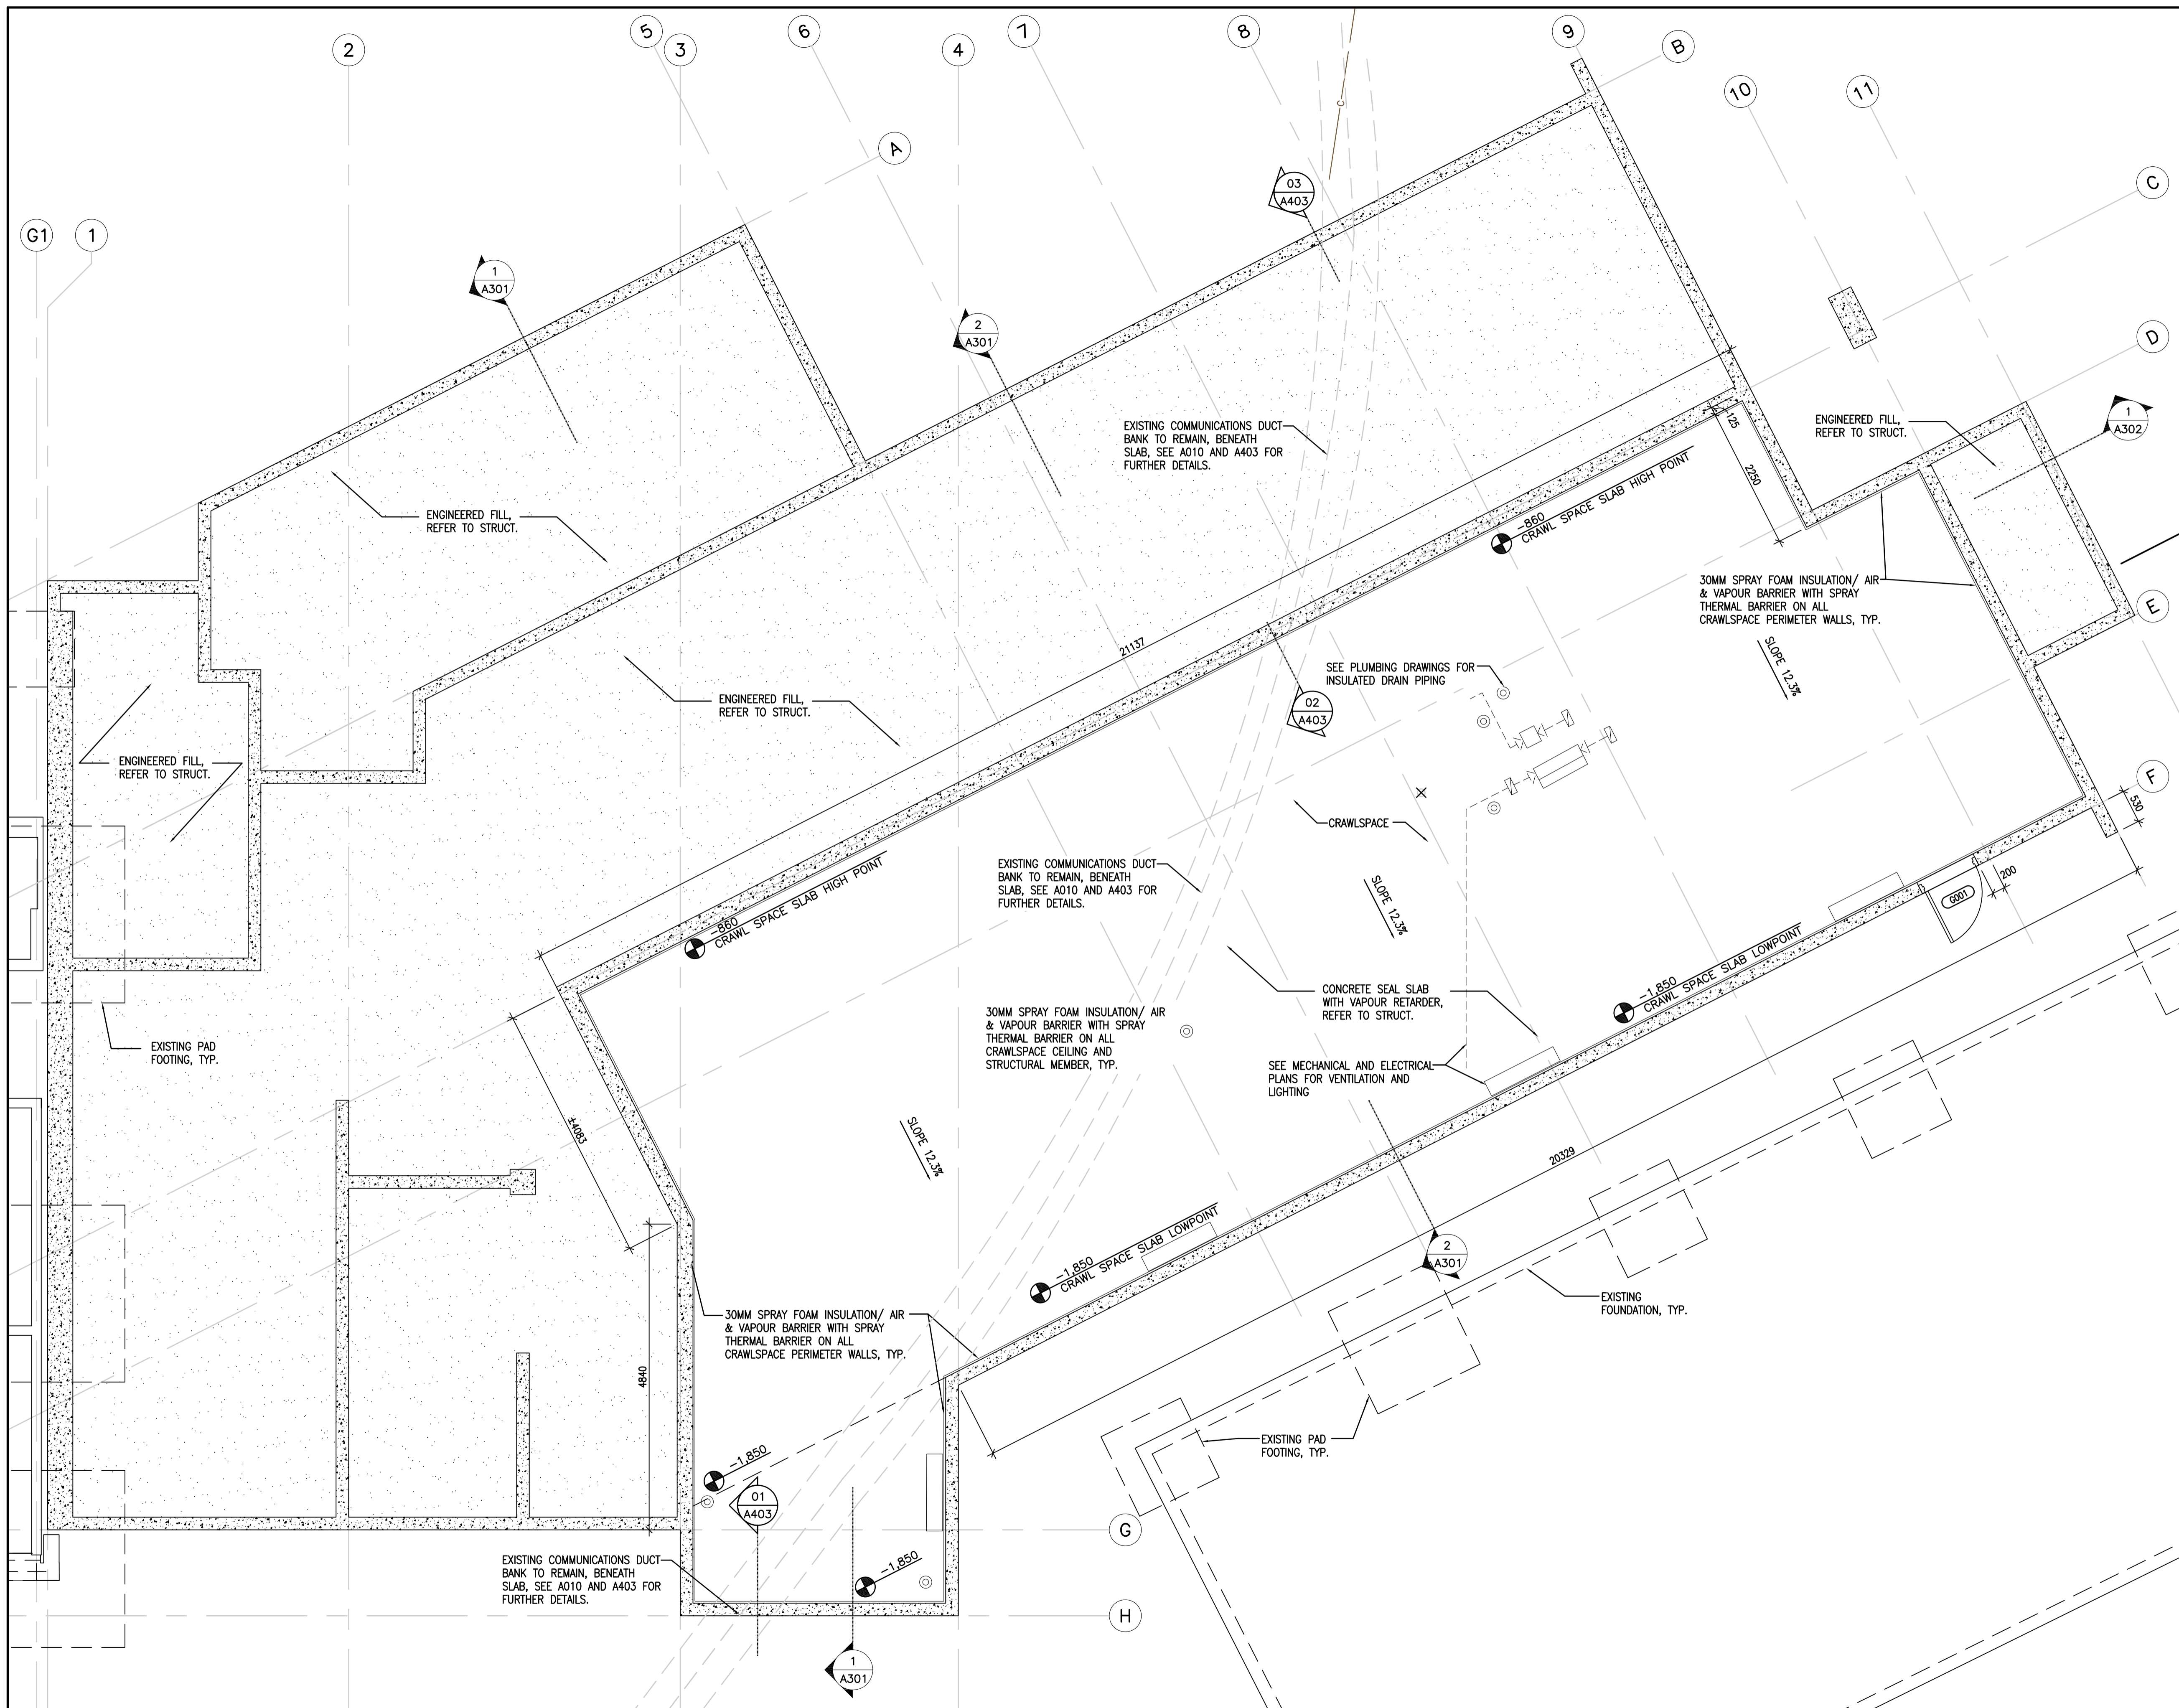 5
6
7
8
9
2
3
4
B
10
11
A
C
G1
1
D
E
F
G
H
C
03
A403
1
A301
2
A301
1
A302
EXISTING COMMUNICATIONS DUCT
BANK TO REMAIN, BENEATH
SLAB, SEE A010 AND A403 FOR
FURTHER DETAILS.
ENGINEERED FILL,
REFER TO STRUCT.
125
2250
-860
CRAWL SPACE SLAB HIGH POINT
ENGINEERED FILL,
REFER TO STRUCT.
30MM SPRAY FOAM INSULATION/ AIR
& VAPOUR BARRIER WITH SPRAY
THERMAL BARRIER ON ALL
CRAWLSPACE PERIMETER WALLS, TYP.
SLOPE 12.3%
21137
SEE PLUMBING DRAWINGS FOR
INSULATED DRAIN PIPING
ENGINEERED FILL,
REFER TO STRUCT.
02
A403
ENGINEERED FILL,
REFER TO STRUCT.
530
CRAWLSPACE
EXISTING COMMUNICATIONS DUCT
BANK TO REMAIN, BENEATH
SLAB, SEE A010 AND A403 FOR
FURTHER DETAILS.
200
G001
-860
CRAWL SPACE SLAB HIGH POINT
SLOPE 12.3%
-1,850
CRAWL SPACE SLAB LOWPOINT
CONCRETE SEAL SLAB
WITH VAPOUR RETARDER,
REFER TO STRUCT.
30MM SPRAY FOAM INSULATION/ AIR
& VAPOUR BARRIER WITH SPRAY
THERMAL BARRIER ON ALL
CRAWLSPACE CEILING AND
STRUCTURAL MEMBER, TYP.
EXISTING PAD
FOOTING, TYP.
SEE MECHANICAL AND ELECTRICAL
PLANS FOR VENTILATION AND
LIGHTING
±4083
SLOPE 12.3%
20329
-1,850
CRAWL SPACE SLAB LOWPOINT
2
A301
EXISTING
FOUNDATION, TYP.
30MM SPRAY FOAM INSULATION/ AIR
& VAPOUR BARRIER WITH SPRAY
THERMAL BARRIER ON ALL
CRAWLSPACE PERIMETER WALLS, TYP.
4840
EXISTING PAD
FOOTING, TYP.
-1,850
01
A403
EXISTING COMMUNICATIONS DUCT
BANK TO REMAIN, BENEATH
SLAB, SEE A010 AND A403 FOR
FURTHER DETAILS.
-1,850
1
A301